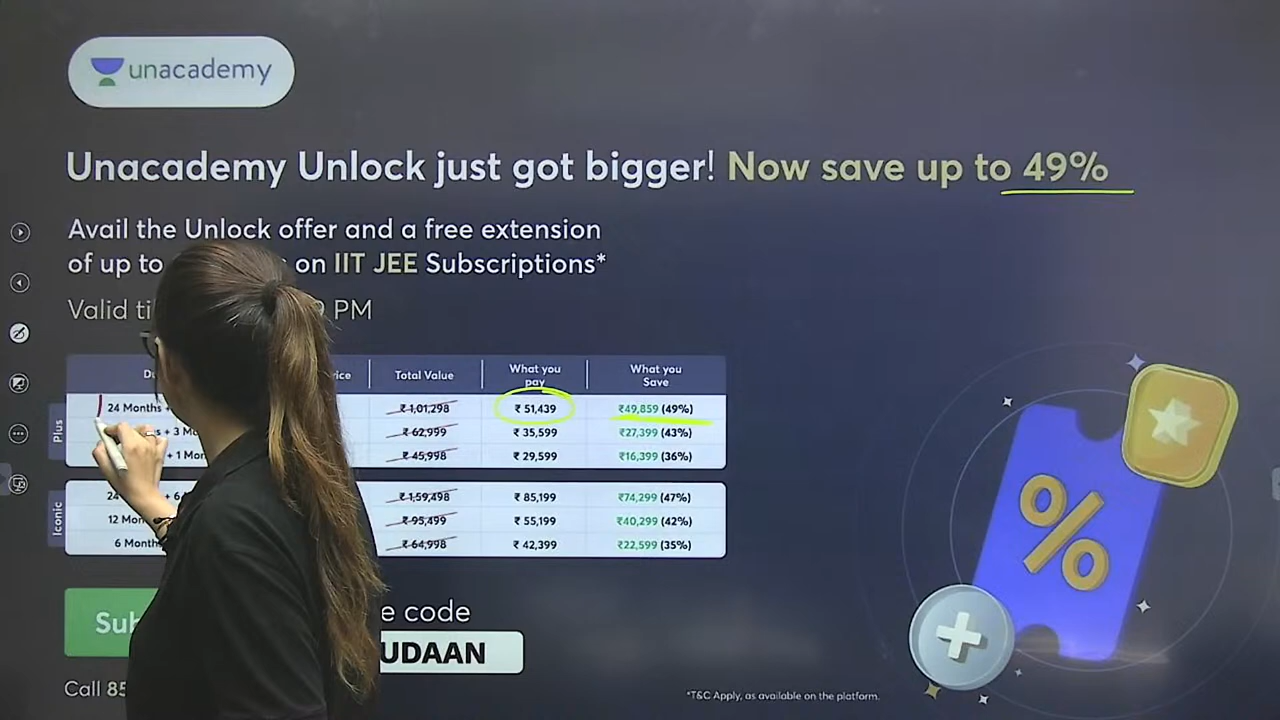 unacademy
Unacademy Unlock just got bigger! Now save up to 49%
Avail the Unlock offer and a free extension
of up to on IIT JEE Subscriptions*
Valid PM
Total Value What you pay What you Save
Plus
24 Months + ₹ 1,01,298 ₹ 51,439 ₹49,859 (49%)
+ 3 ₹ 62,999 ₹ 35,599 ₹27,399 (43%)
+ 1 ₹ 45,998 ₹ 29,599 ₹16,399 (36%)
Iconic
24 + 6 ₹ 1,59,498 ₹ 85,199 ₹74,299 (47%)
12 ₹ 95,499 ₹ 55,199 ₹40,299 (42%)
6 ₹ 64,998 ₹ 42,399 ₹22,599 (35%)
code
UDAAN
Call 85
*T&C Apply, as available on the platform.